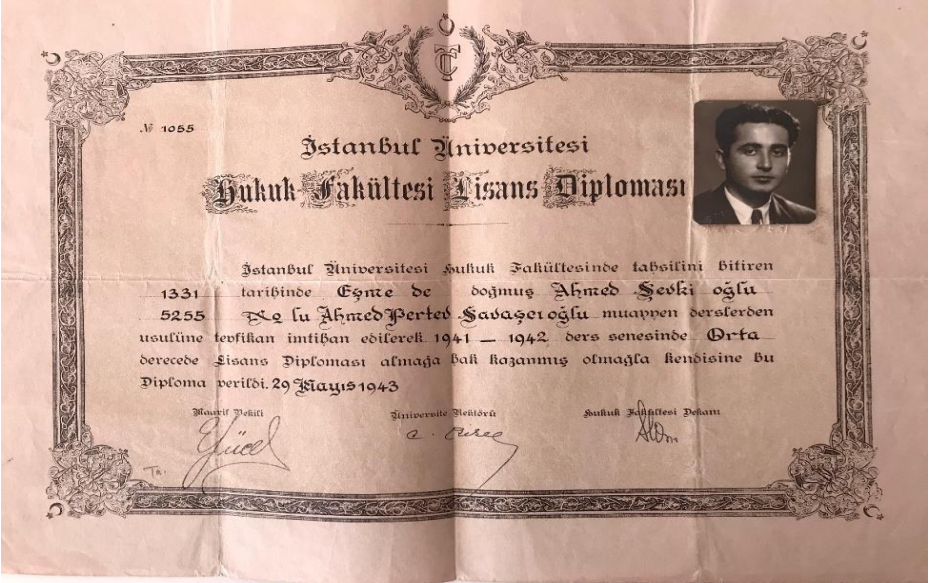 TC
№ 1055
İstanbul Üniversitesi
Hukuk Fakültesi Lisans Diploması
İstanbul Üniversitesi Hukuk Fakültesinde tahsilini bitiren
1331 tarihinde Eşme de doğmuş Ahmed Şevki oğlu
5255 No lu Ahmed Pertev Savaşcıoğlu muayyen derslerden
usulüne tevfikan imtihan edilerek 1941 — 1942 ders senesinde Orta
derecede Lisans Diploması almağa hak kazanmış olmağla kendisine bu
Diploma verildi. 29 Mayıs 1943
Maarif Vekili Üniversite Rektörü Hukuk Fakültesi Dekanı